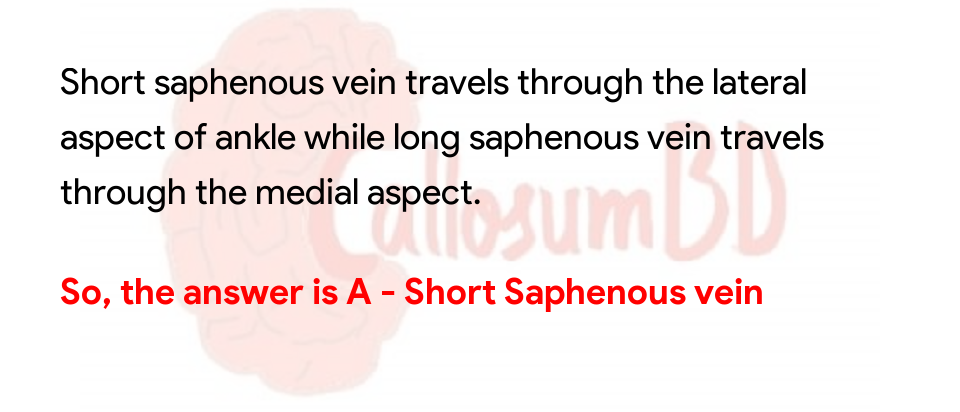 Short saphenous vein travels through the lateral
aspect of ankle while long saphenous vein travels
through the medial aspect.
CallosumBD
So, the answer is A - Short Saphenous vein